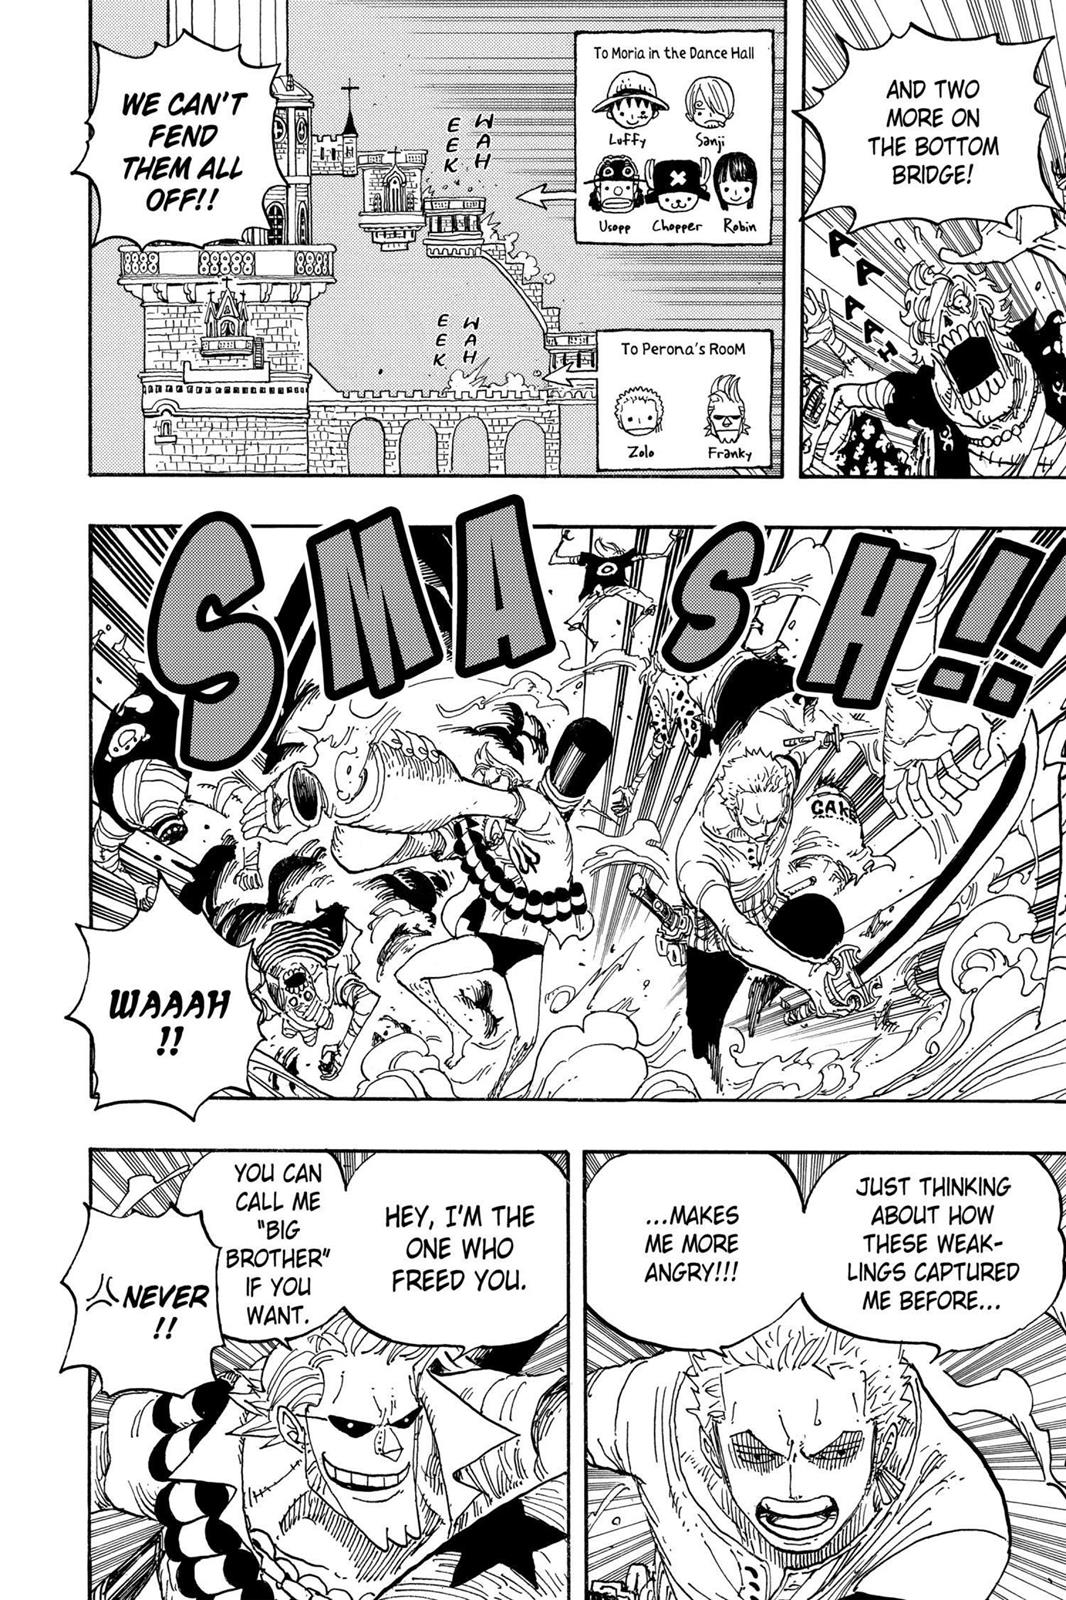 AND TWO
MORE ON
THE BOTTOM
BRIDGE!
AAAAAH
WE CAN'T
FEND
THEM ALL
OFF!!
To Moria in the Dance Hall
Luffy
Sanji
Usopp
Chopper
Robin
WAH
EEK
To Perona's Room
Zolo
Franky
WAH
EEK
SMASH!!
CAKE
WAAAH
!!
JUST THINKING
ABOUT HOW
THESE WEAK-
LINGS CAPTURED
ME BEFORE...
...MAKES
ME MORE
ANGRY!!!
HEY, I'M THE
ONE WHO
FREED YOU.
YOU CAN
CALL ME
"BIG
BROTHER"
IF YOU
WANT.
NEVER
!!